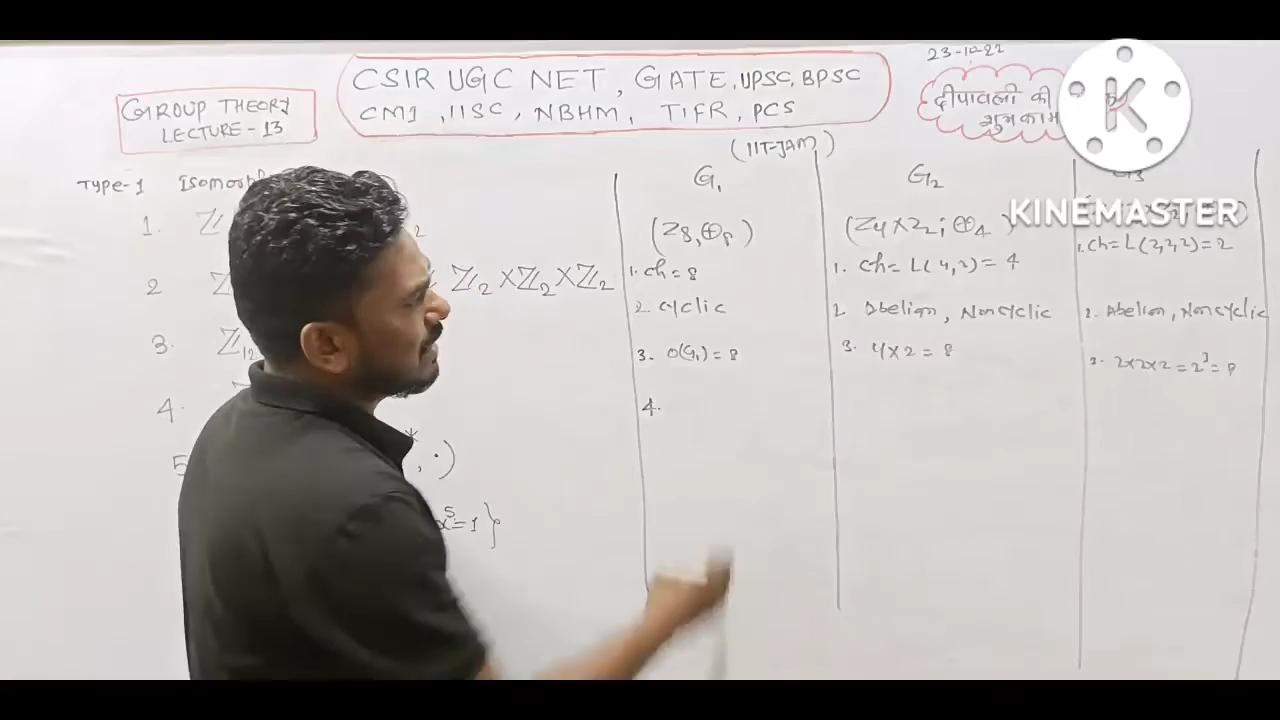 23-10-22
CSIR UGC NET, GATE, UPSC, BPSC
CMI, IISC, NBHM, TIFR, PCS
(IIT-JAM)
GROUP THEORY
LECTURE - 13
दीपावली की
शुभकाम
KINEMASTER
TYPE-1 Isomorph
1.
2 ℤ₂ × ℤ₂ × ℤ₂
3. ℤ₁₂
4.
5 *, ·)
x⁵=1 }
G₁
(Z₈, ⊕₈)
1. ch = 8
2. cyclic
3. O(G₁) = 8
4.
G₂
(Z₄ × Z₂; ⊕₄
1. ch = L(4,2) = 4
2 Abelian, Noncyclic
3. 4 × 2 = 8
1. ch = L(2,2,2) = 2
2. Abelian, Noncyclic
3. 2×2×2 = 2³ = 8